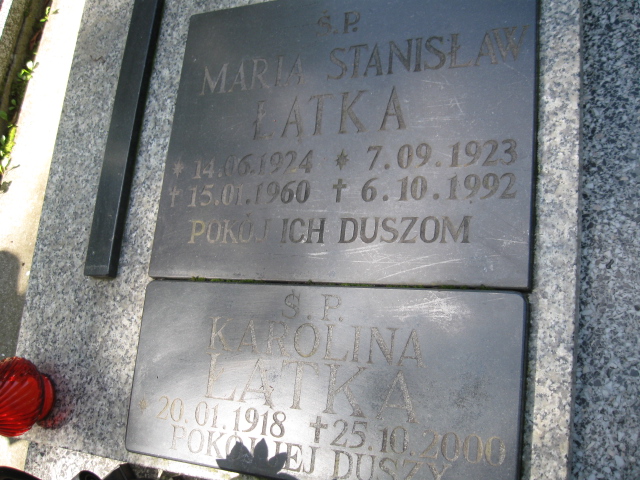 Ś.P.
MARIA STANISŁAW
ŁATKA
* 14.06.1924 * 7.09.1923
† 15.01.1960 † 6.10.1992
POKÓJ ICH DUSZOM
Ś.P.
KAROLINA
ŁATKA
* 20.01.1918 † 25.10.2000
POKÓJ JEJ DUSZY